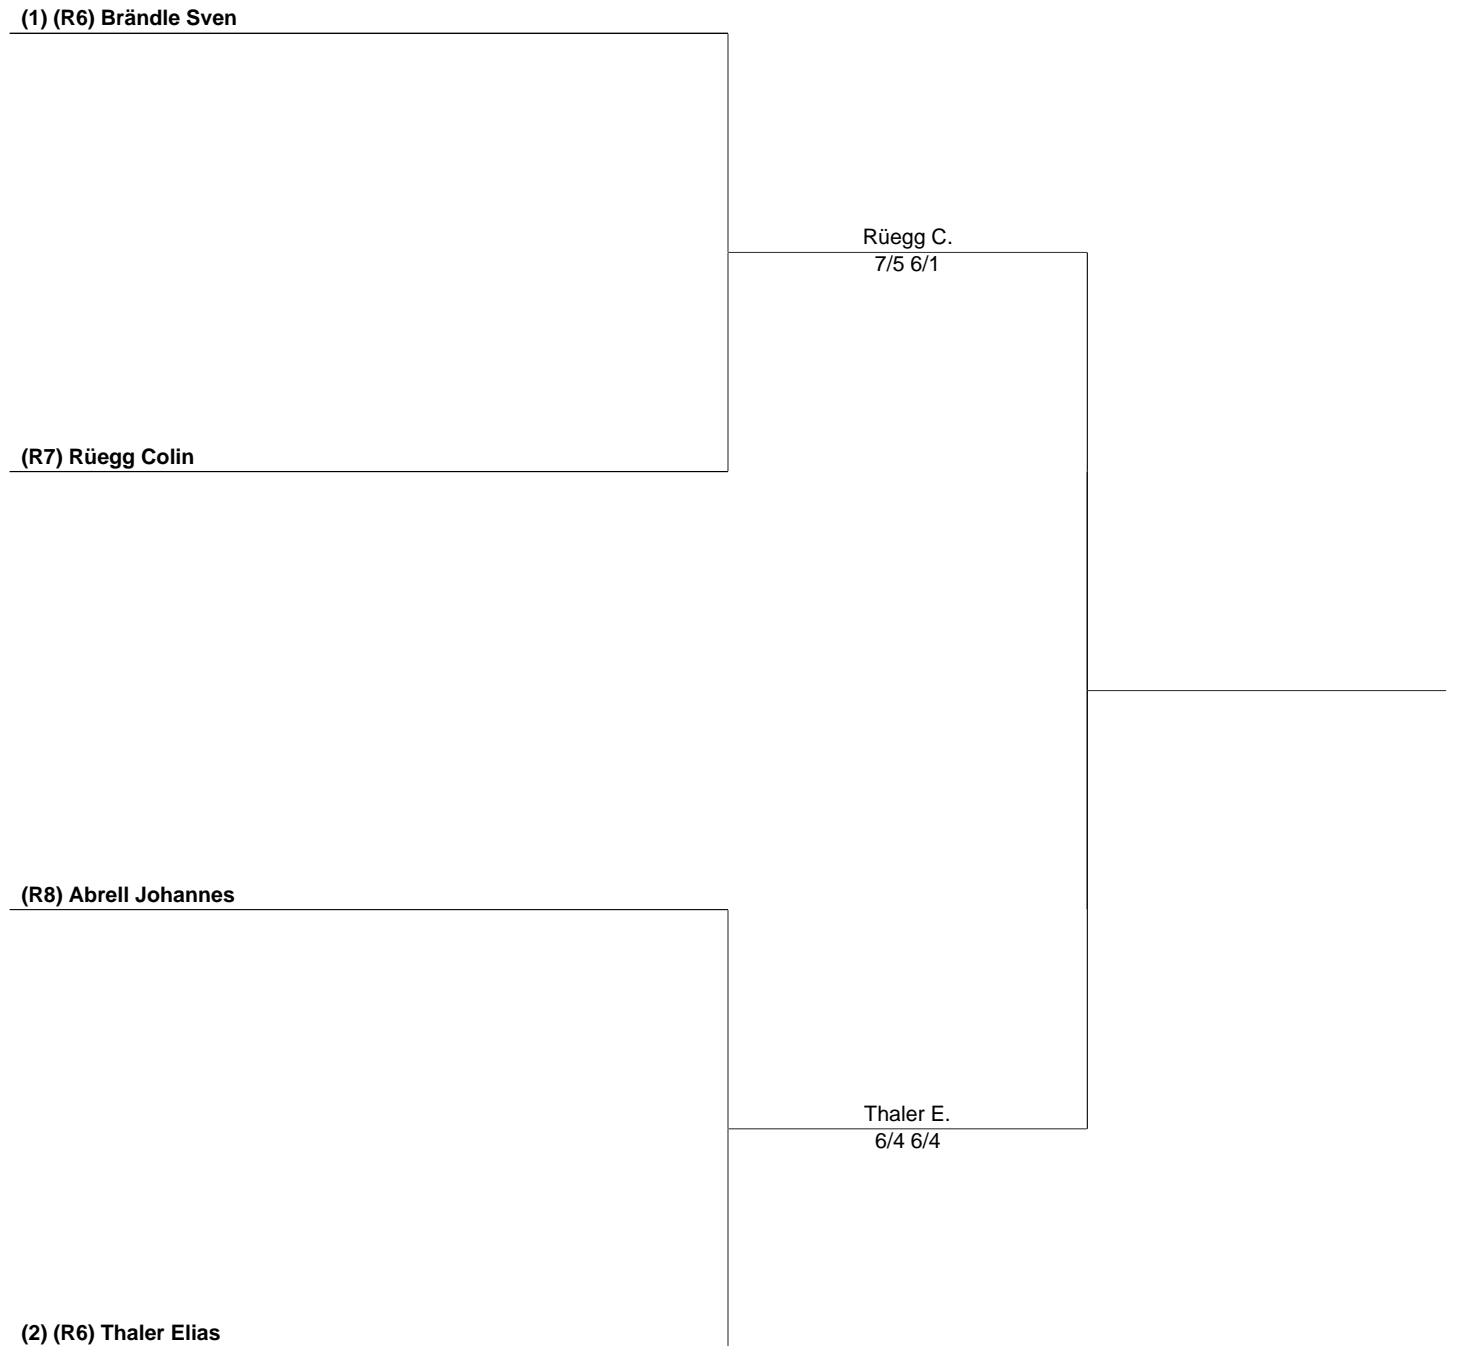 (1) (R6) Brändle Sven
Rüegg C.
7/5 6/1
(R7) Rüegg Colin
(R8) Abrell Johannes
Thaler E.
6/4 6/4
(2) (R6) Thaler Elias